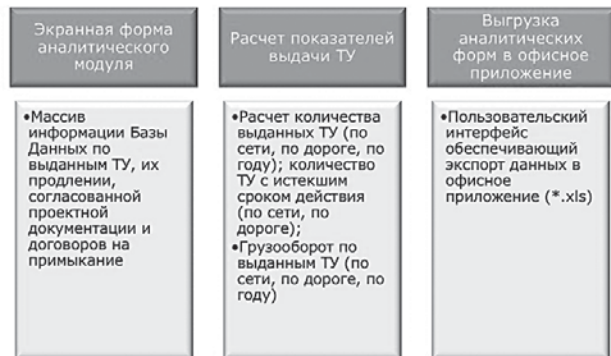 Экранная форма
аналитического
модуля
•Массив
информации Базы
Данных по
выданным ТУ, их
продлении,
согласованной
проектной
документации и
договоров на
примыкание
Расчет показателей
выдачи ТУ
•Расчет количества
выданных ТУ (по
сети, по дороге, по
году); количество
ТУ с истекшим
сроком действия
(по сети, по
дороге);
•Грузооборот по
выданным ТУ (по
сети, по дороге, по
году)
Выгрузка
аналитических
форм в офисное
приложение
•Пользовательский
интерфейс
обеспечивающий
экспорт данных в
офисное
приложение (*.xls)